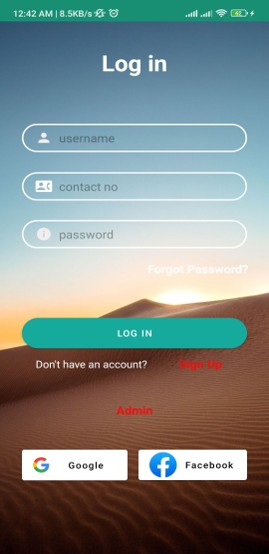 12:42 AM | 8.5KB/s
Log in
username
contact no
password
Forgot Password?
LOG IN
Don't have an account? Sign Up
Admin
Google Facebook